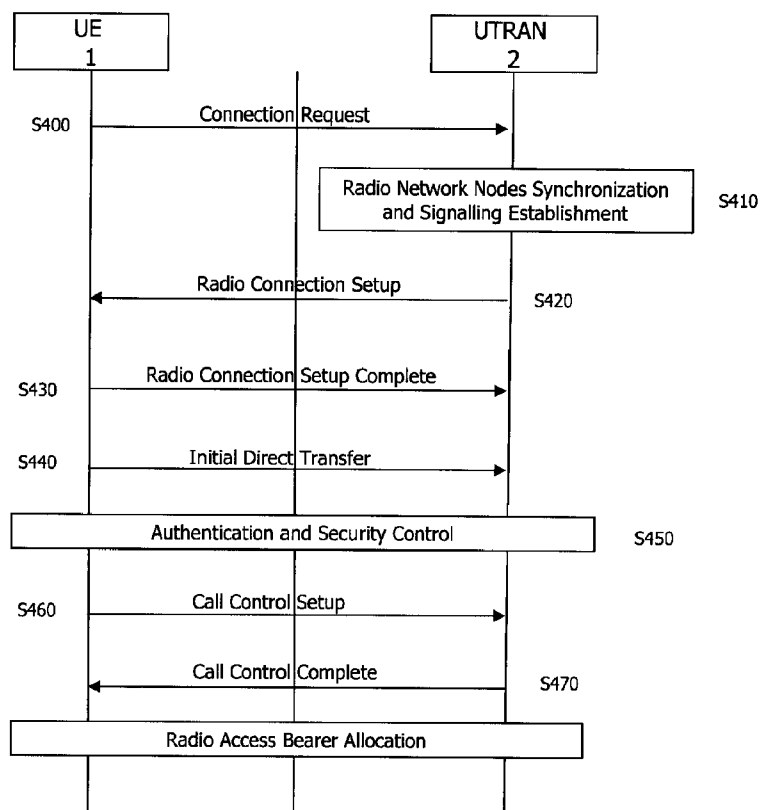 UE
1
UTRAN
2
Connection Request
S400
Radio Network Nodes Synchronization
and Signalling Establishment
S410
Radio Connection Setup
S420
Radio Connection Setup Complete
S430
Initial Direct Transfer
S440
Authentication and Security Control
S450
Call Control Setup
S460
Call Control Complete
S470
Radio Access Bearer Allocation